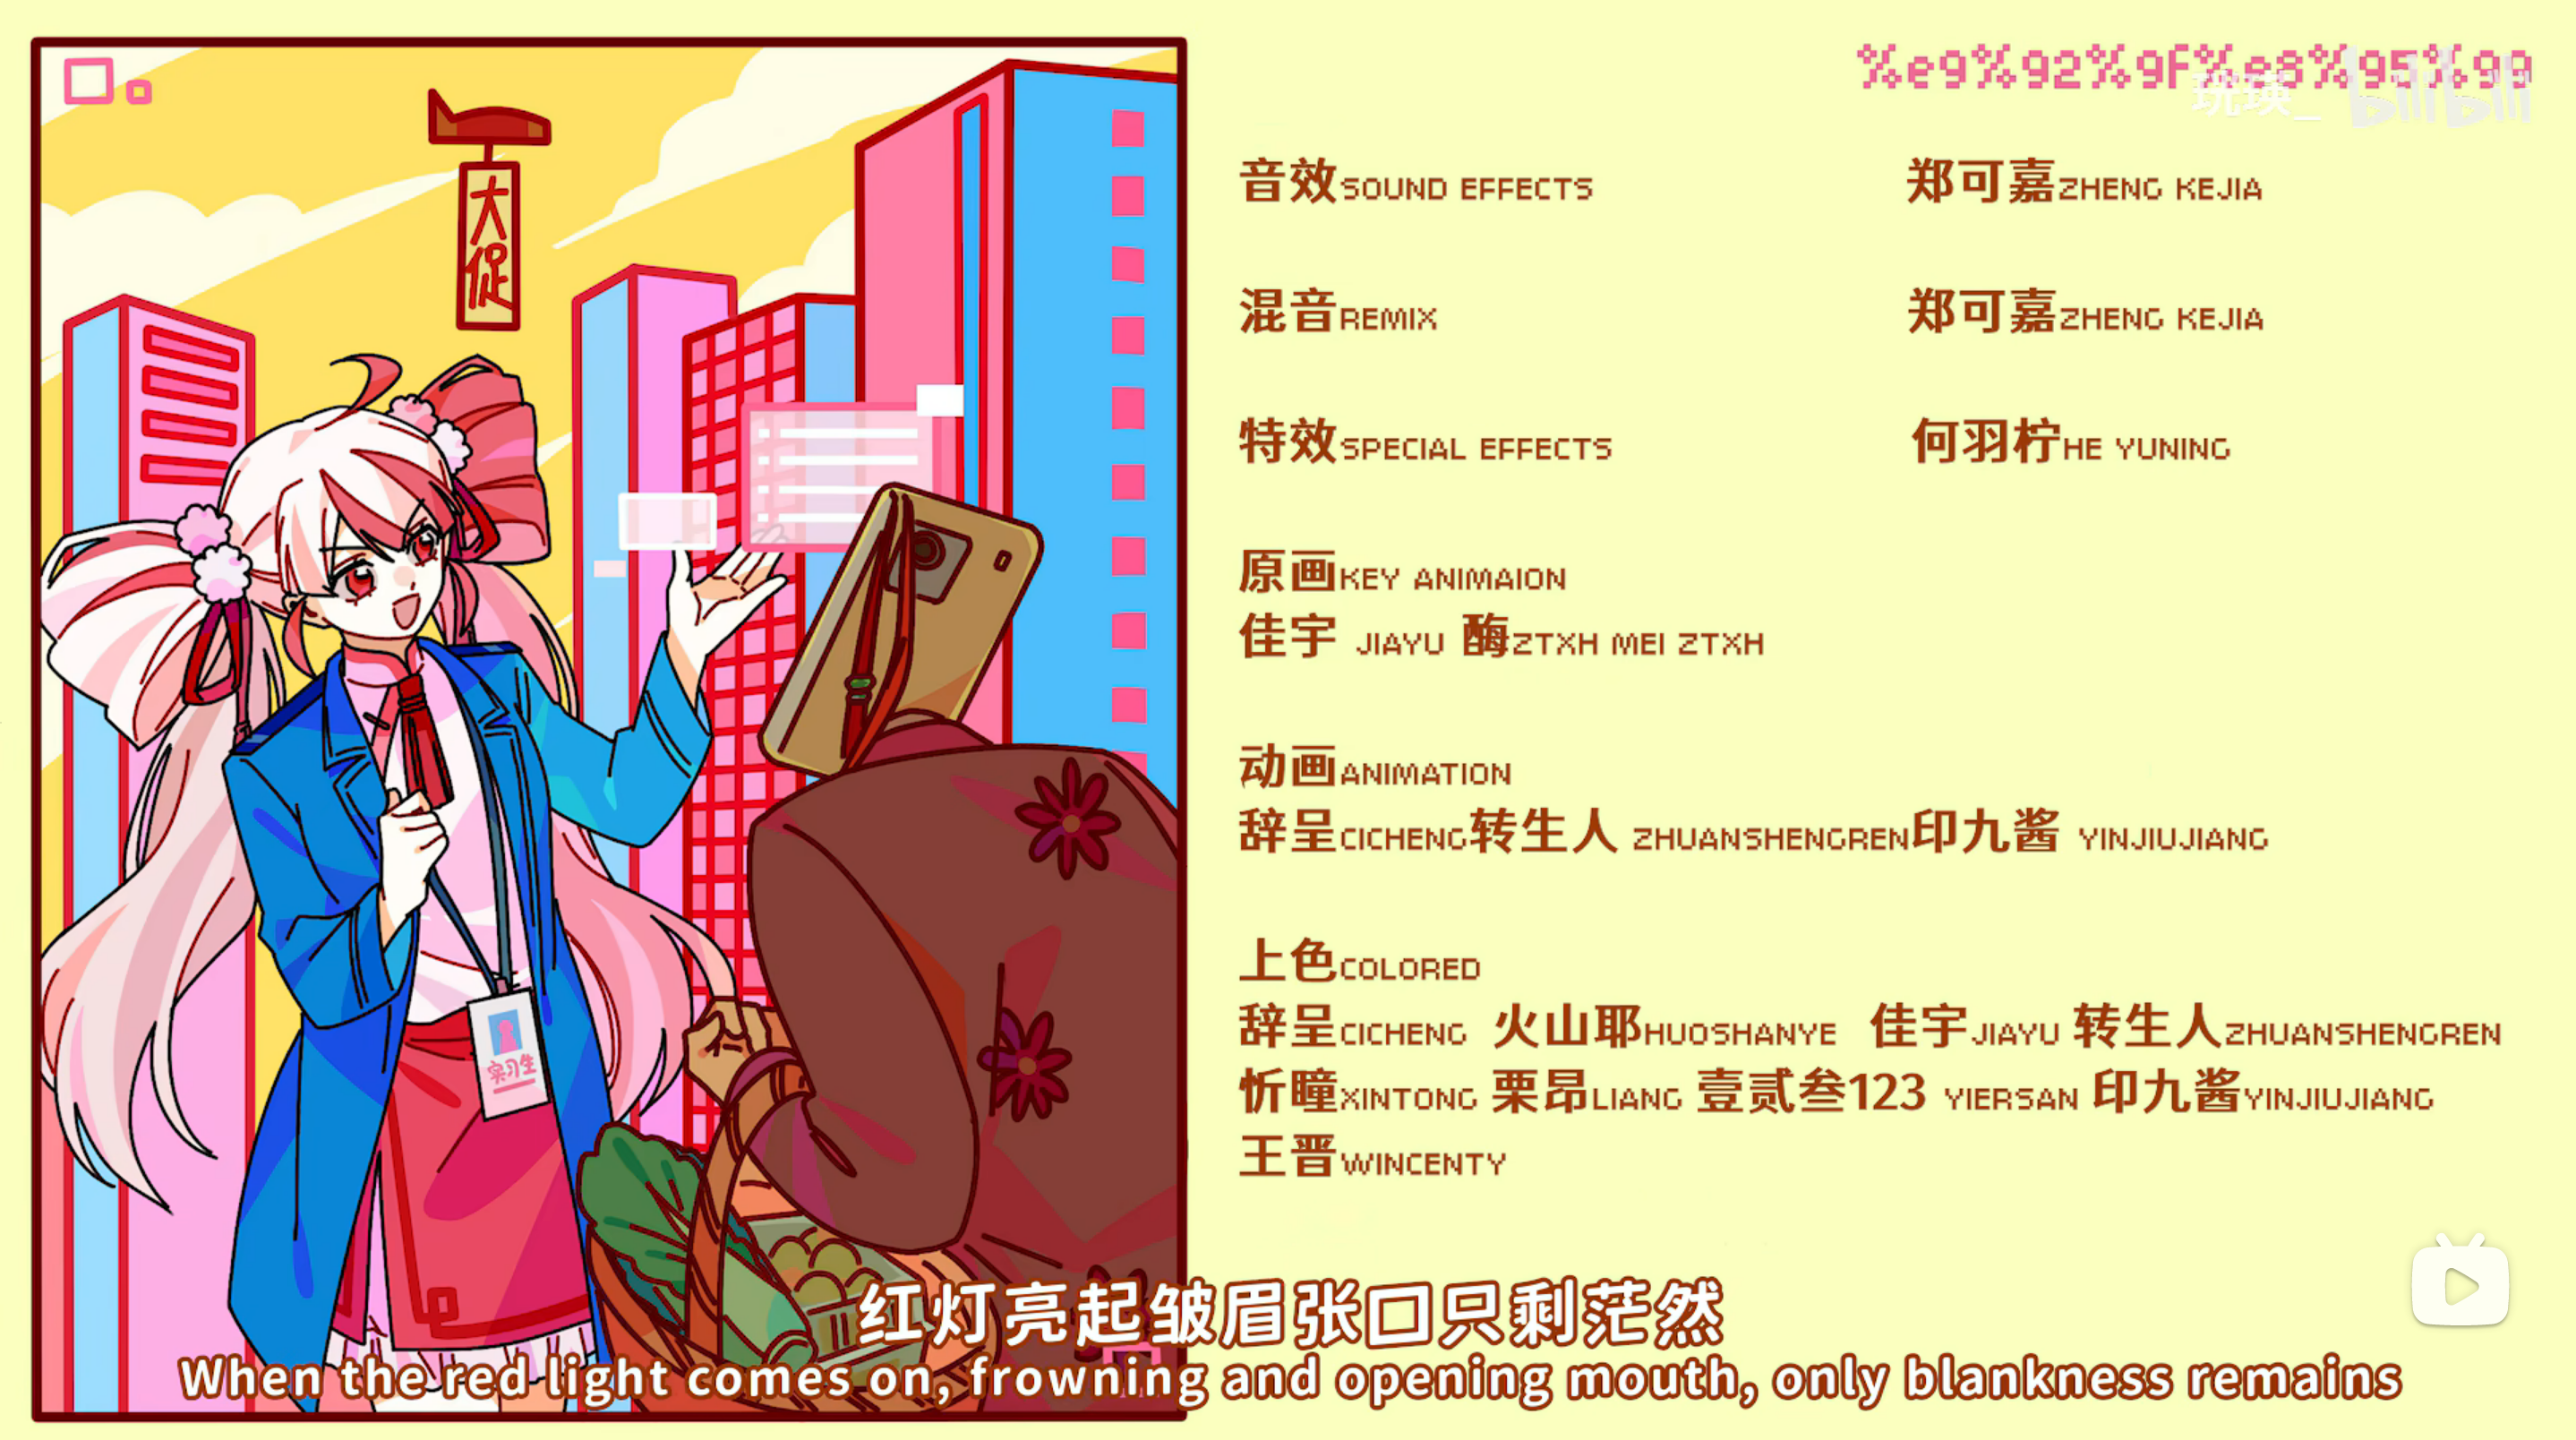 %e9%92%9f%e8%95%9a
琥瑛_ bilibili
大促
音效SOUND EFFECTS 郑可嘉ZHENG KEJIA
混音REMIX 郑可嘉ZHENG KEJIA
特效SPECIAL EFFECTS 何羽柠HE YUNING
原画KEY ANIMAION
佳宇 JIAYU 酶ZTXH MEI ZTXH
动画ANIMATION
辞呈CICHENG转生人 ZHUANSHENGREN印九酱 YINJIUJIANG
上色COLORED
辞呈CICHENG 火山耶HUOSHANYE 佳宇JIAYU 转生人ZHUANSHENGREN
忻瞳XINTONG 栗昂LIANG 壹贰叁123 YIERSAN 印九酱YINJIUJIANG
王晋WINCENTY
实习生
红灯亮起皱眉张口只剩茫然
When the red light comes on, frowning and opening mouth, only blankness remains